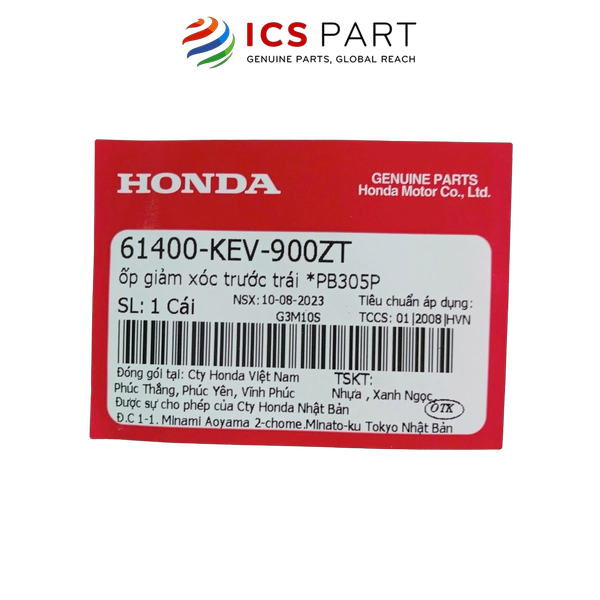 ICS PART
GENUINE PARTS, GLOBAL REACH
HONDA
GENUINE PARTS
Honda Motor Co., Ltd.
61400-KEV-900ZT
ốp giảm xóc trước trái *PB305P
SL: 1 Cái
NSX: 10-08-2023
G3M10S
Tiêu chuẩn áp dụng:
TCCS: 01|2008|HVN
Đóng gói tại: Cty Honda Việt Nam
Phúc Thắng, Phúc Yên, Vĩnh Phúc
TSKT:
Nhựa , Xanh Ngọc,
Được sự cho phép của Cty Honda Nhật Bản
OTK
Đ.C 1-1. Minami Aoyama 2-chome.Minato-ku Tokyo Nhật Bản